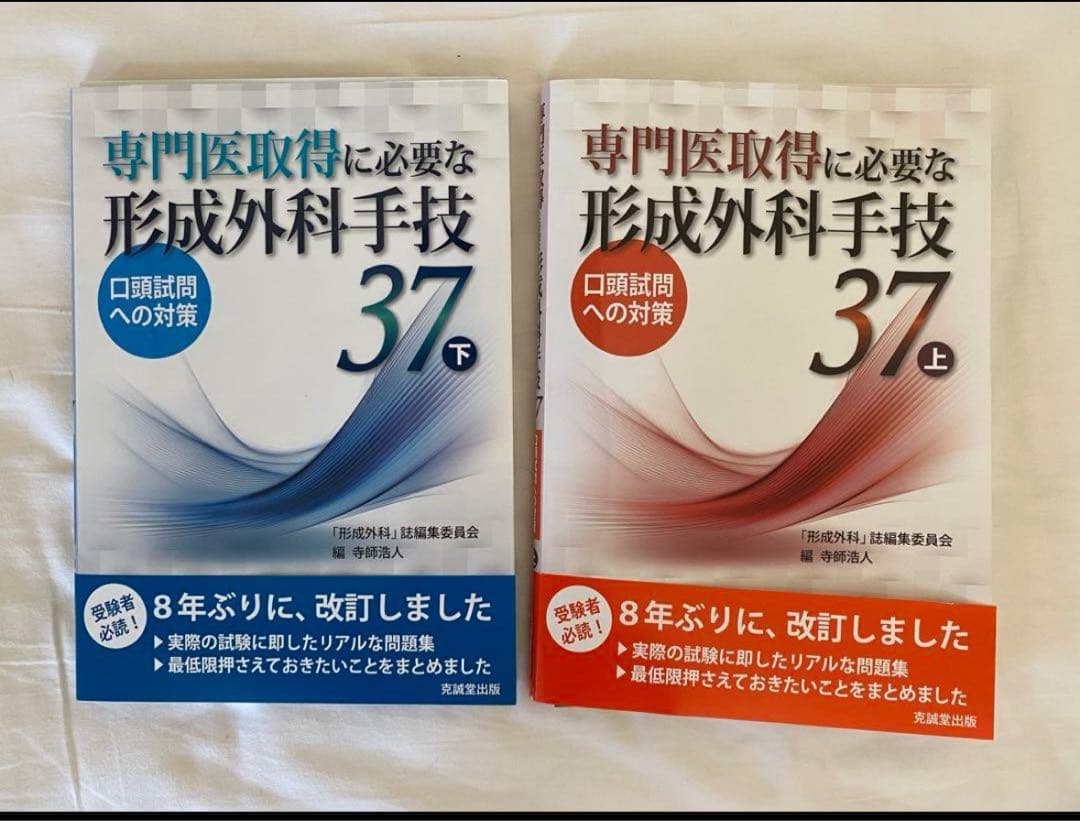 専門医取得に必要な
形成外科手技
37 下
口頭試問
への対策
「形成外科」誌編集委員会
編 寺師浩人
受験者
必読！
8年ぶりに、改訂しました
▶実際の試験に即したリアルな問題集
▶最低限押さえておきたいことをまとめました
克誠堂出版
専門医取得に必要な
形成外科手技
37 上
口頭試問
への対策
「形成外科」誌編集委員会
編 寺師浩人
受験者
必読！
8年ぶりに、改訂しました
▶実際の試験に即したリアルな問題集
▶最低限押さえておきたいことをまとめました
克誠堂出版